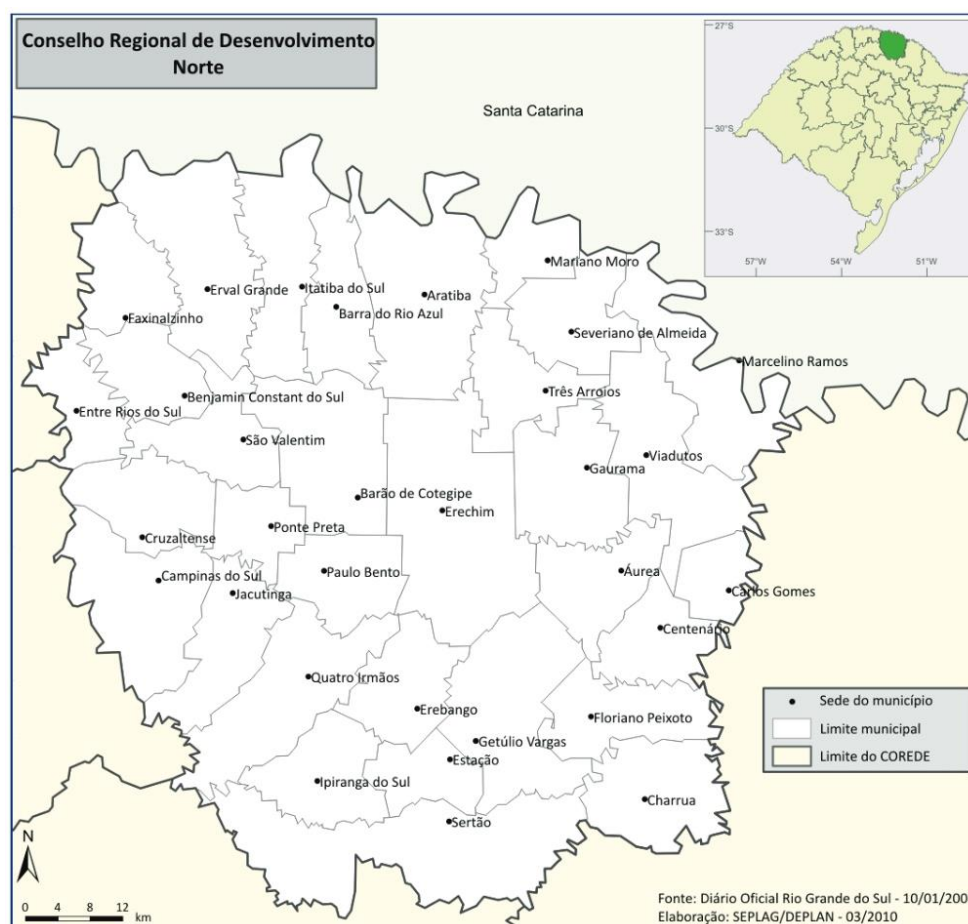 Conselho Regional de Desenvolvimento
Norte
27°S
30°S
33°S
57°W
54°W
51°W
Santa Catarina
Mariano Moro
Erval Grande
Itatiba do Sul
Aratiba
Barra do Rio Azul
Faxinalzinho
Severiano de Almeida
Marcelino Ramos
Três Arroios
Benjamin Constant do Sul
Entre Rios do Sul
São Valentim
Viadutos
Gaurama
Barão de Cotegipe
Erechim
Ponte Preta
Cruzaltense
Paulo Bento
Áurea
Campinas do Sul
Jacutinga
Carlos Gomes
Centenário
Quatro Irmãos
Erebango
Floriano Peixoto
Getúlio Vargas
Estação
Ipiranga do Sul
Charrua
Sertão
Sede do município
Limite municipal
Limite do COREDE
N
0 4 8 12
km
Fonte: Diário Oficial Rio Grande do Sul - 10/01/200
Elaboração: SEPLAG/DEPLAN - 03/2010